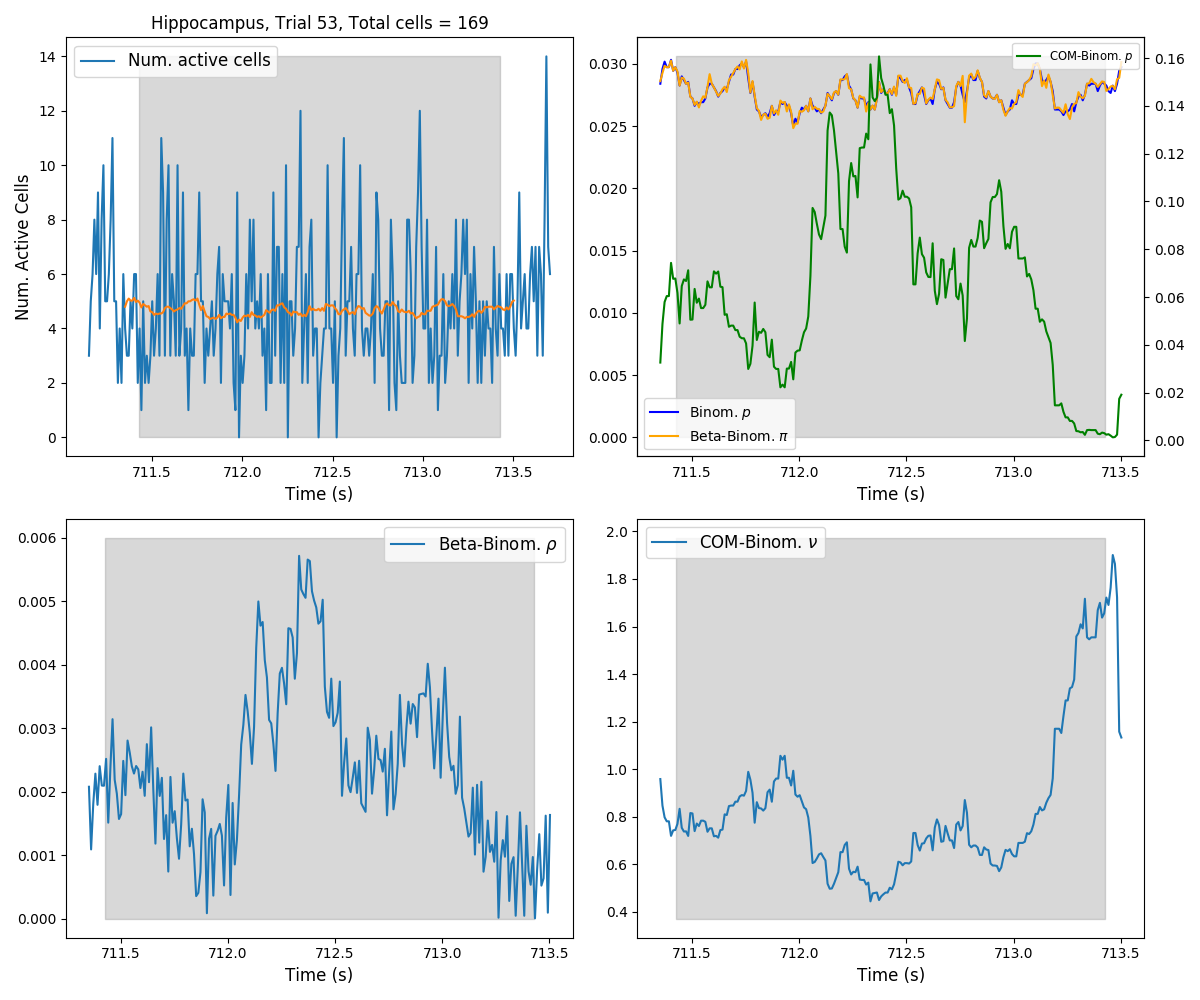 Hippocampus, Trial 53, Total cells = 169
Num. active cells
Num. Active Cells
14
12
10
8
6
4
2
0
711.5 712.0 712.5 713.0 713.5
Time (s)
COM-Binom. p
0.030
0.025
0.020
0.015
0.010
0.005
0.000
0.16
0.14
0.12
0.10
0.08
0.06
0.04
0.02
0.00
Binom. p
Beta-Binom. π
711.5 712.0 712.5 713.0 713.5
Time (s)
Beta-Binom. ρ
0.006
0.005
0.004
0.003
0.002
0.001
0.000
711.5 712.0 712.5 713.0 713.5
Time (s)
COM-Binom. ν
2.0
1.8
1.6
1.4
1.2
1.0
0.8
0.6
0.4
711.5 712.0 712.5 713.0 713.5
Time (s)